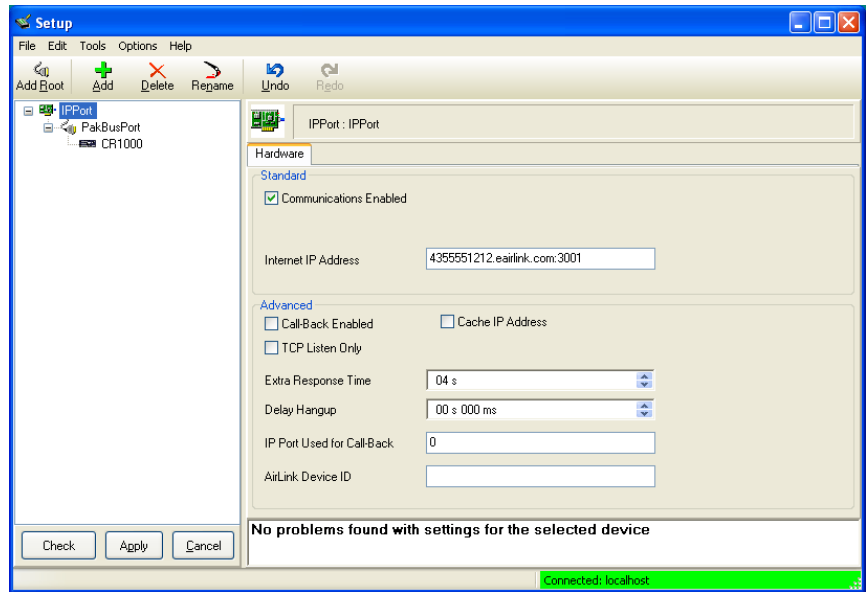 Setup
File Edit Tools Options Help
Add Root Add Delete Rename Undo Redo
IPPort
PakBusPort
CR1000
IPPort : IPPort
Hardware
Standard
Communications Enabled
Internet IP Address 4355551212.eairlink.com:3001
Advanced
Call-Back Enabled Cache IP Address
TCP Listen Only
Extra Response Time 04 s
Delay Hangup 00 s 000 ms
IP Port Used for Call-Back 0
AirLink Device ID
No problems found with settings for the selected device
Check Apply Cancel
Connected: localhost